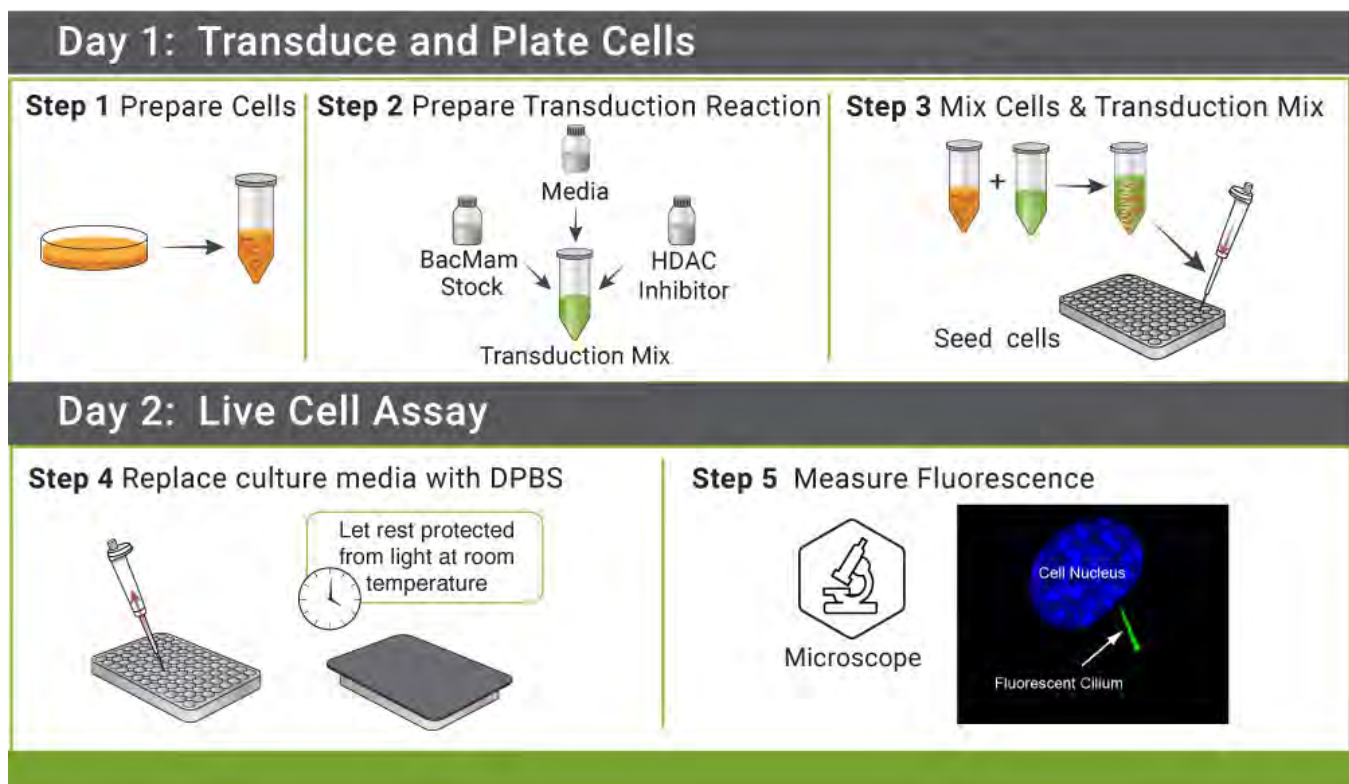 Day 1: Transduce and Plate Cells
Step 1 Prepare Cells
Step 2 Prepare Transduction Reaction
Media
BacMam
Stock
HDAC
Inhibitor
Transduction Mix
Step 3 Mix Cells & Transduction Mix
+
Seed cells
Day 2: Live Cell Assay
Step 4 Replace culture media with DPBS
Let rest protected
from light at room
temperature
Step 5 Measure Fluorescence
Microscope
Cell Nucleus
Fluorescent Cilium